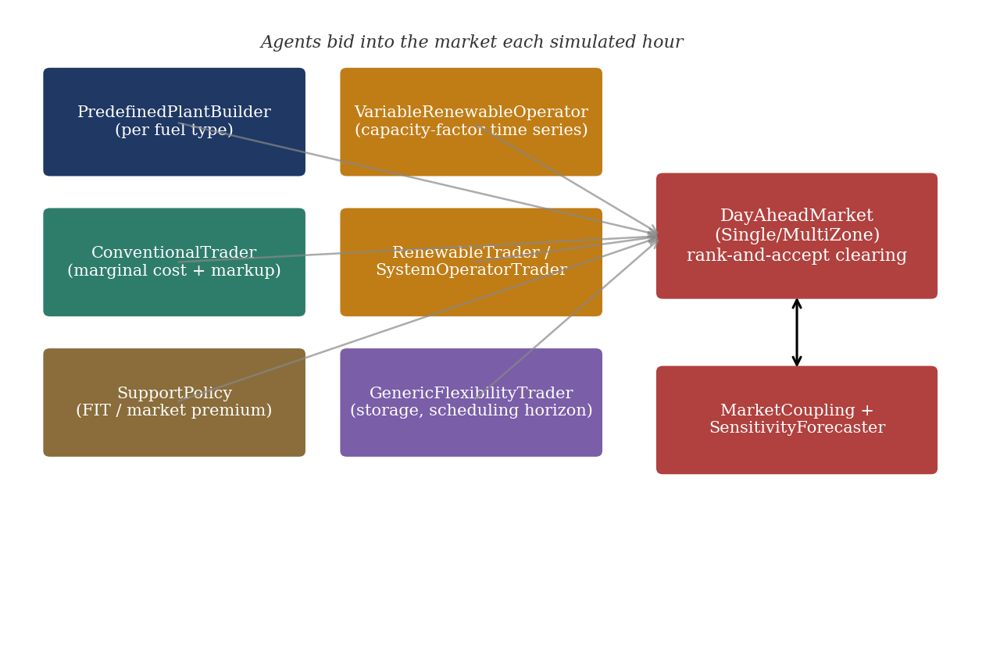 Agents bid into the market each simulated hour
PredefinedPlantBuilder
(per fuel type)
VariableRenewableOperator
(capacity-factor time series)
DayAheadMarket
(Single/MultiZone)
rank-and-accept clearing
ConventionalTrader
(marginal cost + markup)
RenewableTrader /
SystemOperatorTrader
SupportPolicy
(FIT / market premium)
GenericFlexibilityTrader
(storage, scheduling horizon)
MarketCoupling +
SensitivityForecaster